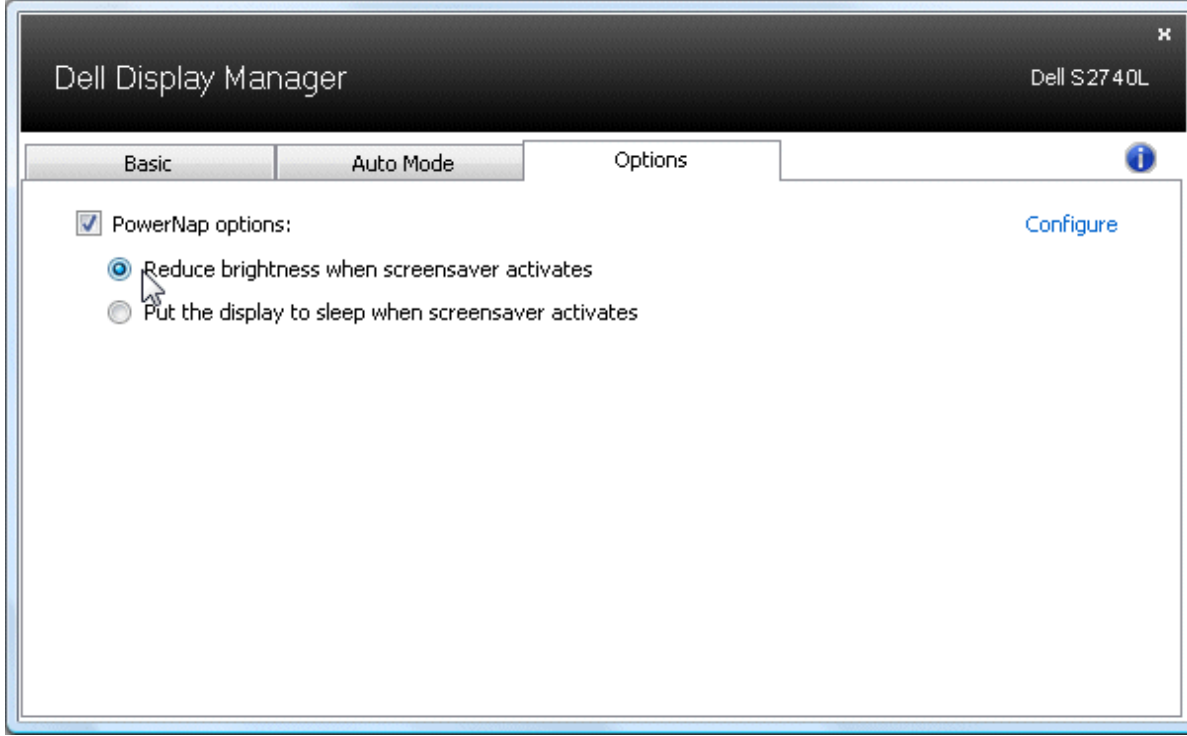 Dell Display Manager
Dell S2740L
Basic
Auto Mode
Options
PowerNap options:
Configure
Reduce brightness when screensaver activates
Put the display to sleep when screensaver activates